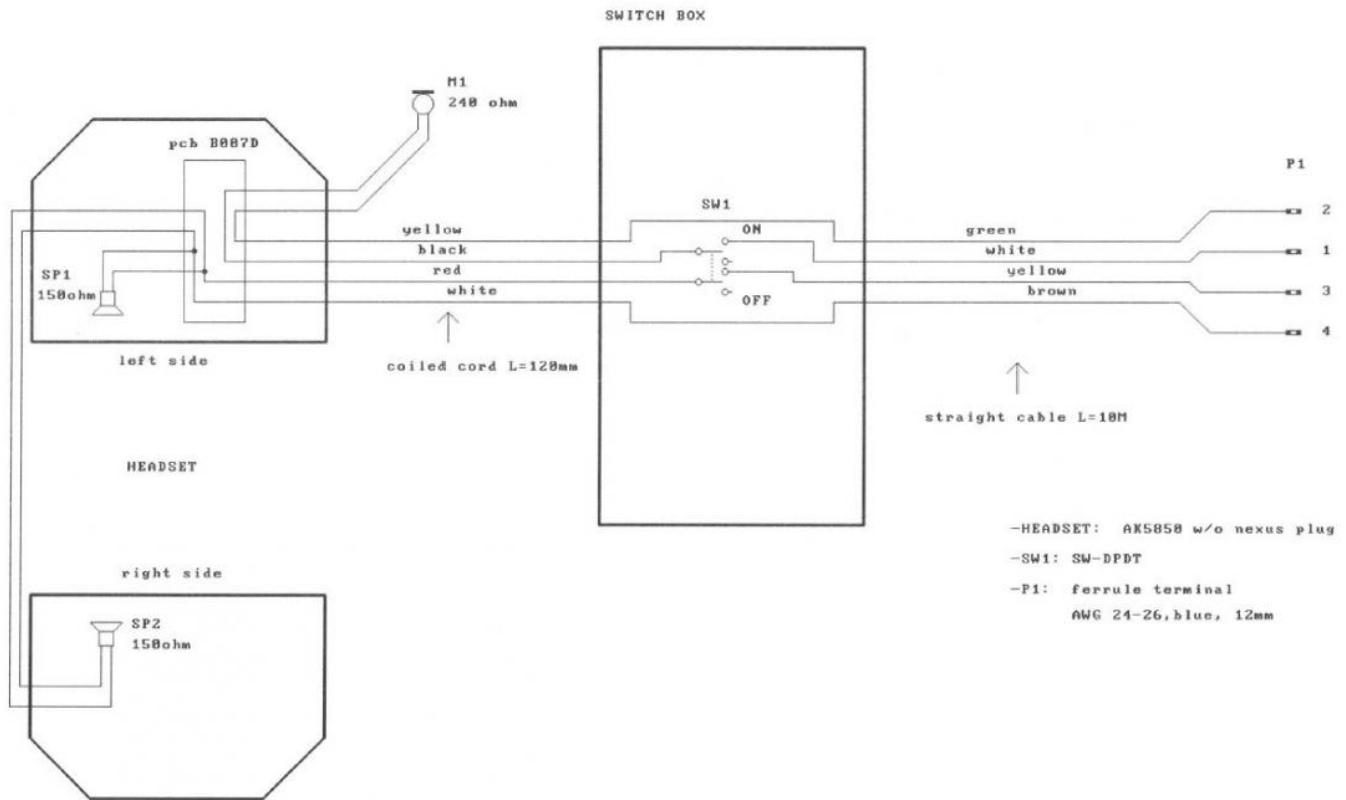 SWITCH BOX
M1
240 ohm
pcb B007D
P1
SW1
2
yellow
ON
green
black
white
1
SP1
red
yellow
150ohm
3
white
OFF
brown
4
left side
coiled cord L=120mm
straight cable L=10M
HEADSET
-HEADSET: AK5850 w/o nexus plug
right side
-SW1: SW-DPDT
-P1: ferrule terminal
SP2
AWG 24-26,blue, 12mm
150ohm